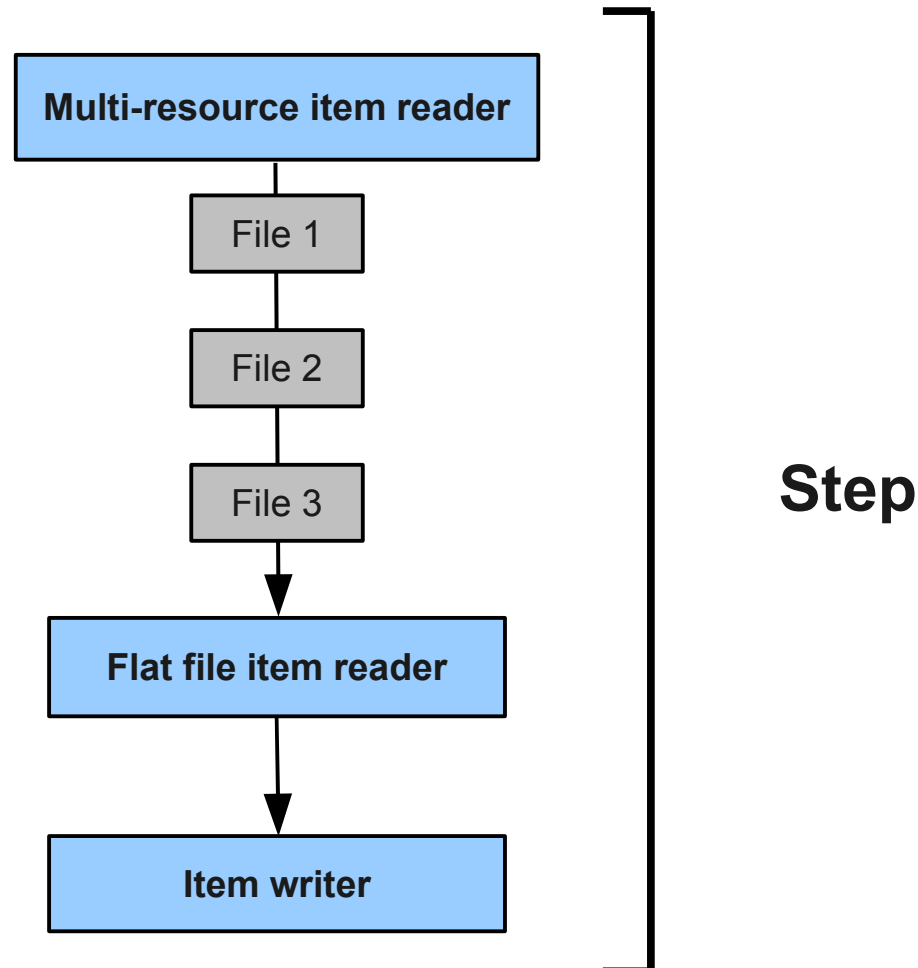 Multi-resource item reader
File 1
File 2
File 3
Step
Flat file item reader
Item writer